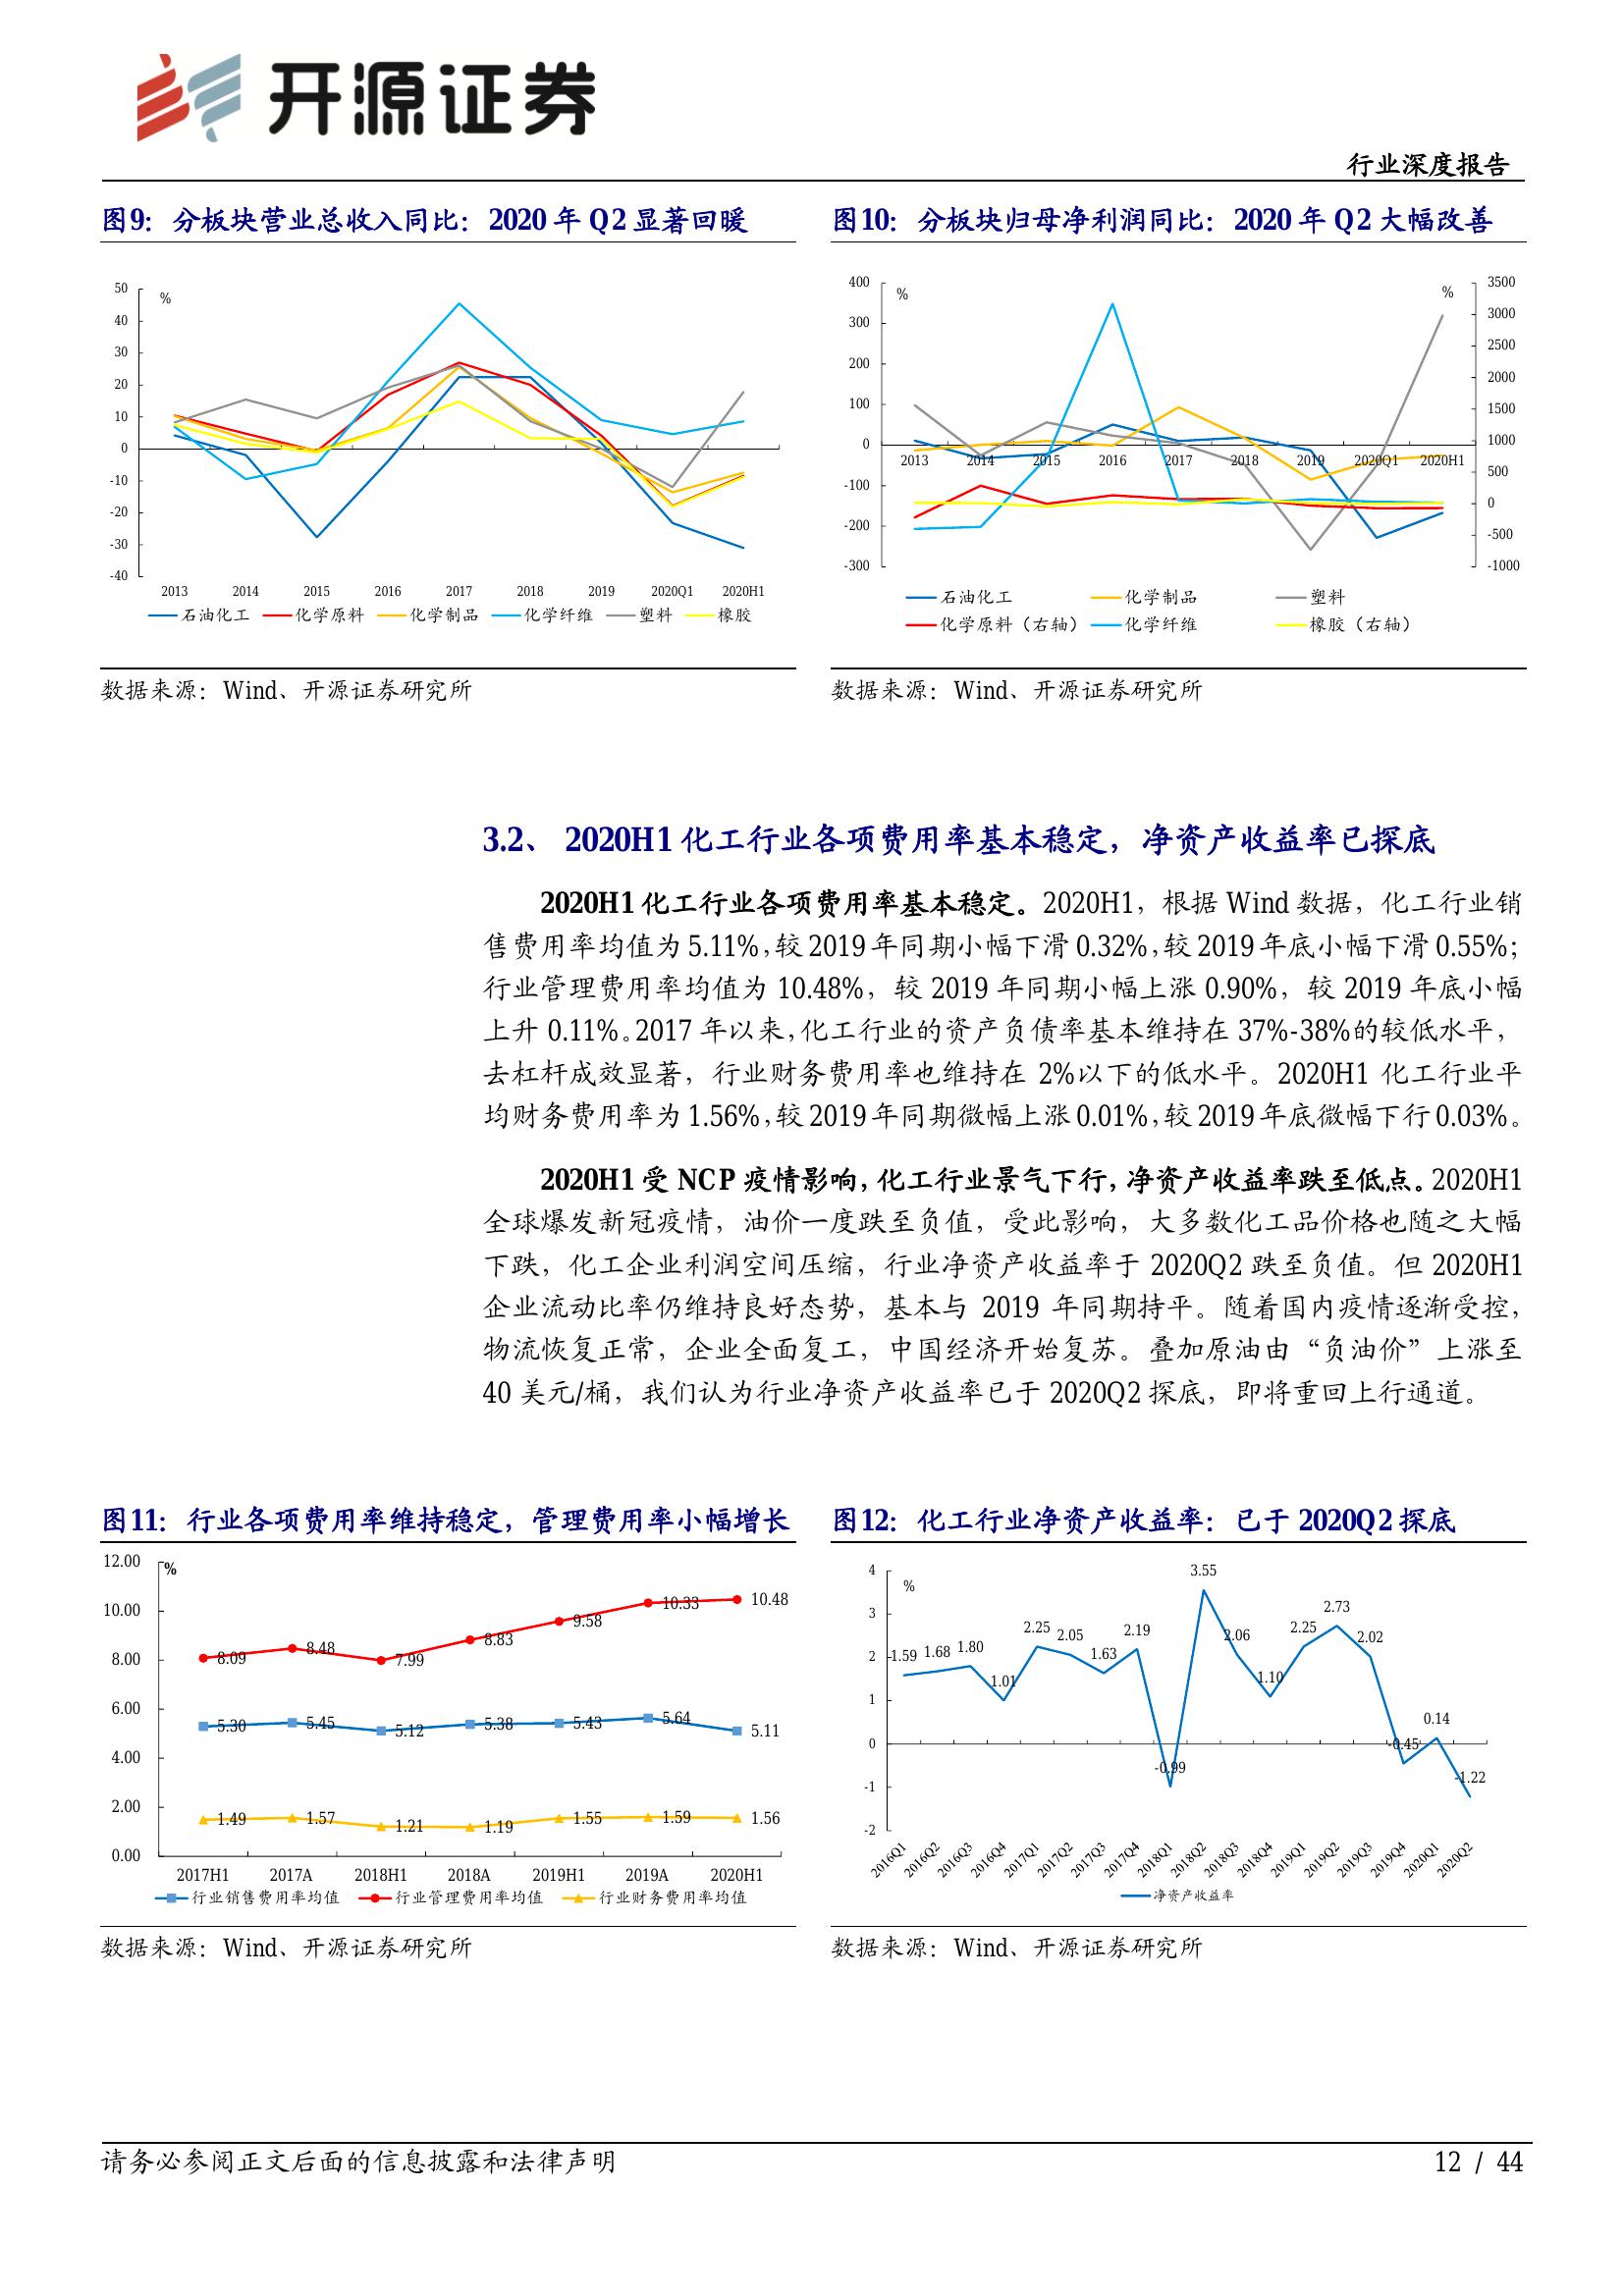 开源证券
行业深度报告
图9：分板块营业总收入同比：2020 年 Q2 显著回暖
50
40
30
20
10
0
-10
-20
-30
-40
%
2013 2014 2015 2016 2017 2018 2019 2020Q1 2020H1
石油化工 化学原料 化学制品 化学纤维 塑料 橡胶
数据来源：Wind、开源证券研究所
图10：分板块归母净利润同比：2020 年 Q2 大幅改善
400
300
200
100
0
-100
-200
-300
%
%
3500
3000
2500
2000
1500
1000
500
0
-500
-1000
2013 2014 2015 2016 2017 2018 2019 2020Q1 2020H1
石油化工 化学制品 塑料
化学原料（右轴） 化学纤维 橡胶（右轴）
数据来源：Wind、开源证券研究所
3.2、 2020H1 化工行业各项费用率基本稳定，净资产收益率已探底
2020H1 化工行业各项费用率基本稳定。2020H1，根据 Wind 数据，化工行业销
售费用率均值为 5.11%，较 2019 年同期小幅下滑 0.32%，较 2019 年底小幅下滑 0.55%；
行业管理费用率均值为 10.48%，较 2019 年同期小幅上涨 0.90%，较 2019 年底小幅
上升 0.11%。2017 年以来，化工行业的资产负债率基本维持在 37%-38%的较低水平，
去杠杆成效显著，行业财务费用率也维持在 2%以下的低水平。2020H1 化工行业平
均财务费用率为 1.56%，较 2019 年同期微幅上涨 0.01%，较 2019 年底微幅下行 0.03%。
2020H1 受 NCP 疫情影响，化工行业景气下行，净资产收益率跌至低点。2020H1
全球爆发新冠疫情，油价一度跌至负值，受此影响，大多数化工品价格也随之大幅
下跌，化工企业利润空间压缩，行业净资产收益率于 2020Q2 跌至负值。但 2020H1
企业流动比率仍维持良好态势，基本与 2019 年同期持平。随着国内疫情逐渐受控，
物流恢复正常，企业全面复工，中国经济开始复苏。叠加原油由“负油价”上涨至
40 美元/桶，我们认为行业净资产收益率已于 2020Q2 探底，即将重回上行通道。
图11：行业各项费用率维持稳定，管理费用率小幅增长
12.00
10.00
8.00
6.00
4.00
2.00
0.00
%
8.09 8.48 7.99 8.83 9.58 10.33 10.48
5.30 5.45 5.12 5.38 5.43 5.64 5.11
1.49 1.57 1.21 1.19 1.55 1.59 1.56
2017H1 2017A 2018H1 2018A 2019H1 2019A 2020H1
行业销售费用率均值 行业管理费用率均值 行业财务费用率均值
数据来源：Wind、开源证券研究所
图12：化工行业净资产收益率：已于 2020Q2 探底
4
3
2
1
0
-1
-2
%
1.59 1.68 1.80 1.01 2.25 2.05 1.63 2.19 -0.99 3.55 2.06 1.10 2.25 2.73 2.02 -0.45 0.14 -1.22
2016Q1 2016Q2 2016Q3 2016Q4 2017Q1 2017Q2 2017Q3 2017Q4 2018Q1 2018Q2 2018Q3 2018Q4 2019Q1 2019Q2 2019Q3 2019Q4 2020Q1 2020Q2
净资产收益率
数据来源：Wind、开源证券研究所
请务必参阅正文后面的信息披露和法律声明
12 / 44